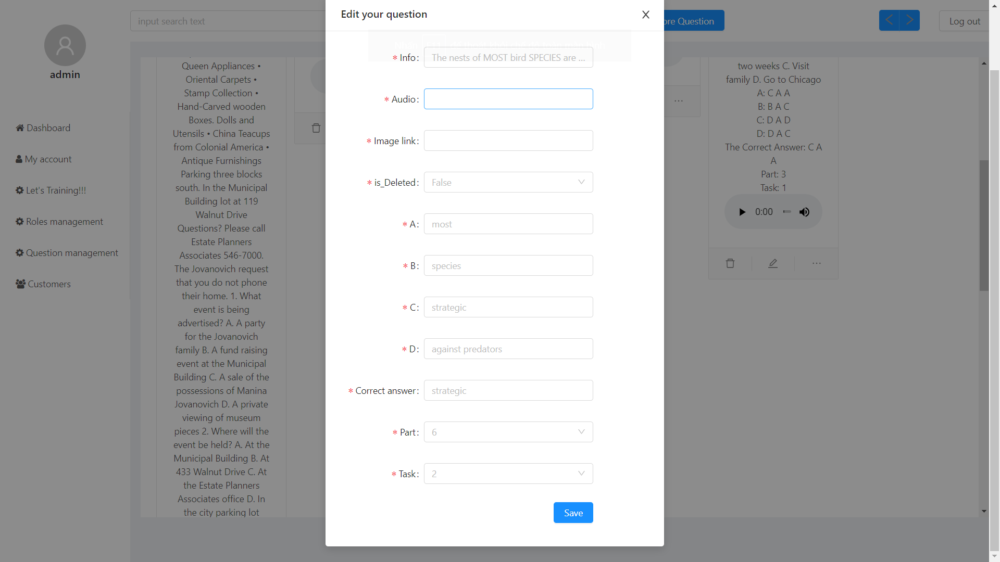 admin
Dashboard
My account
Let's Training!!!
Roles management
Question management
Customers
input search text
ore Question
Log out
Queen Appliances •
Oriental Carpets •
Stamp Collection •
Hand-Carved wooden
Boxes. Dolls and
Utensils • China Teacups
from Colonial America •
Antique Furnishings
Parking three blocks
south. In the Municipal
Building lot at 119
Walnut Drive
Questions? Please call
Estate Planners
Associates 546-7000.
The Jovanovich request
that you do not phone
their home. 1. What
event is being
advertised? A. A party
for the Jovanovich
family B. A fund raising
event at the Municipal
Building C. A sale of the
possessions of Manina
Jovanovich D. A private
viewing of museum
pieces 2. Where will the
event be held? A. At the
Municipal Building B. At
433 Walnut Drive C. At
the Estate Planners
Associates office D. In
the city parking lot
Edit your question
* Info: The nests of MOST bird SPECIES are ...
* Audio:
* Image link:
* is_Deleted: False
* A: most
* B: species
* C: strategic
* D: against predators
* Correct answer: strategic
* Part: 6
* Task: 2
Save
two weeks C. Visit
family D. Go to Chicago
A: C A A
B: B A C
C: D A D
D: D A C
The Correct Answer: C A
A
Part: 3
Task: 1
0:00